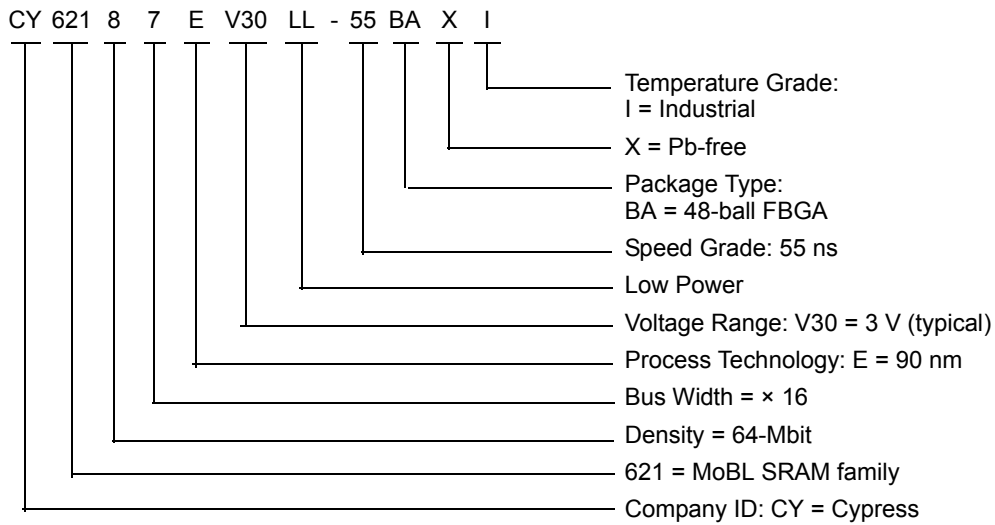 CY 621 8 7 E V30 LL - 55 BA X I
Temperature Grade:
I = Industrial
X = Pb-free
Package Type:
BA = 48-ball FBGA
Speed Grade: 55 ns
Low Power
Voltage Range: V30 = 3 V (typical)
Process Technology: E = 90 nm
Bus Width = × 16
Density = 64-Mbit
621 = MoBL SRAM family
Company ID: CY = Cypress